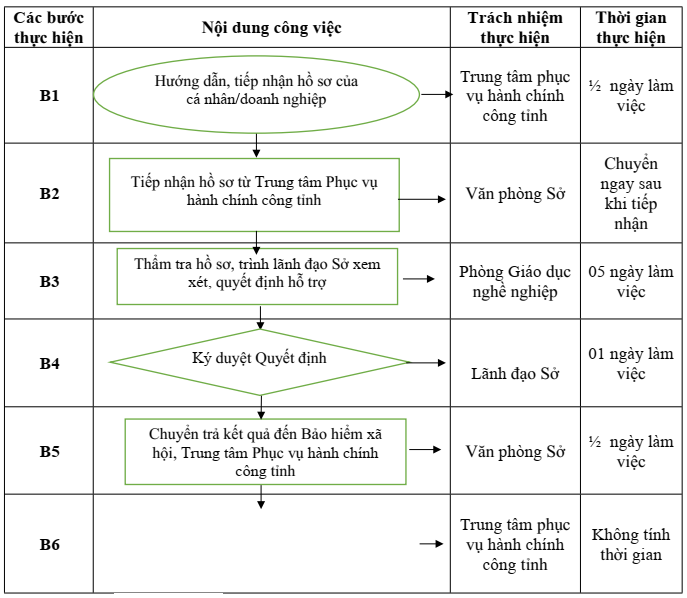 Các bước
thực hiện
Nội dung công việc
Trách nhiệm
thực hiện
Thời gian
thực hiện
B1
Hướng dẫn, tiếp nhận hồ sơ của
cá nhân/doanh nghiệp
Trung tâm phục
vụ hành chính
công tỉnh
½ ngày làm
việc
B2
Tiếp nhận hồ sơ từ Trung tâm Phục vụ
hành chính công tỉnh
Văn phòng Sở
Chuyển
ngay sau
khi tiếp
nhận
B3
Thẩm tra hồ sơ, trình lãnh đạo Sở xem
xét, quyết định hỗ trợ
Phòng Giáo dục
nghề nghiệp
05 ngày làm
việc
B4
Ký duyệt Quyết định
Lãnh đạo Sở
01 ngày làm
việc
B5
Chuyển trả kết quả đến Bảo hiểm xã
hội, Trung tâm Phục vụ hành chính
công tỉnh
Văn phòng Sở
½ ngày làm
việc
B6
Trung tâm phục
vụ hành chính
công tỉnh
Không tính
thời gian